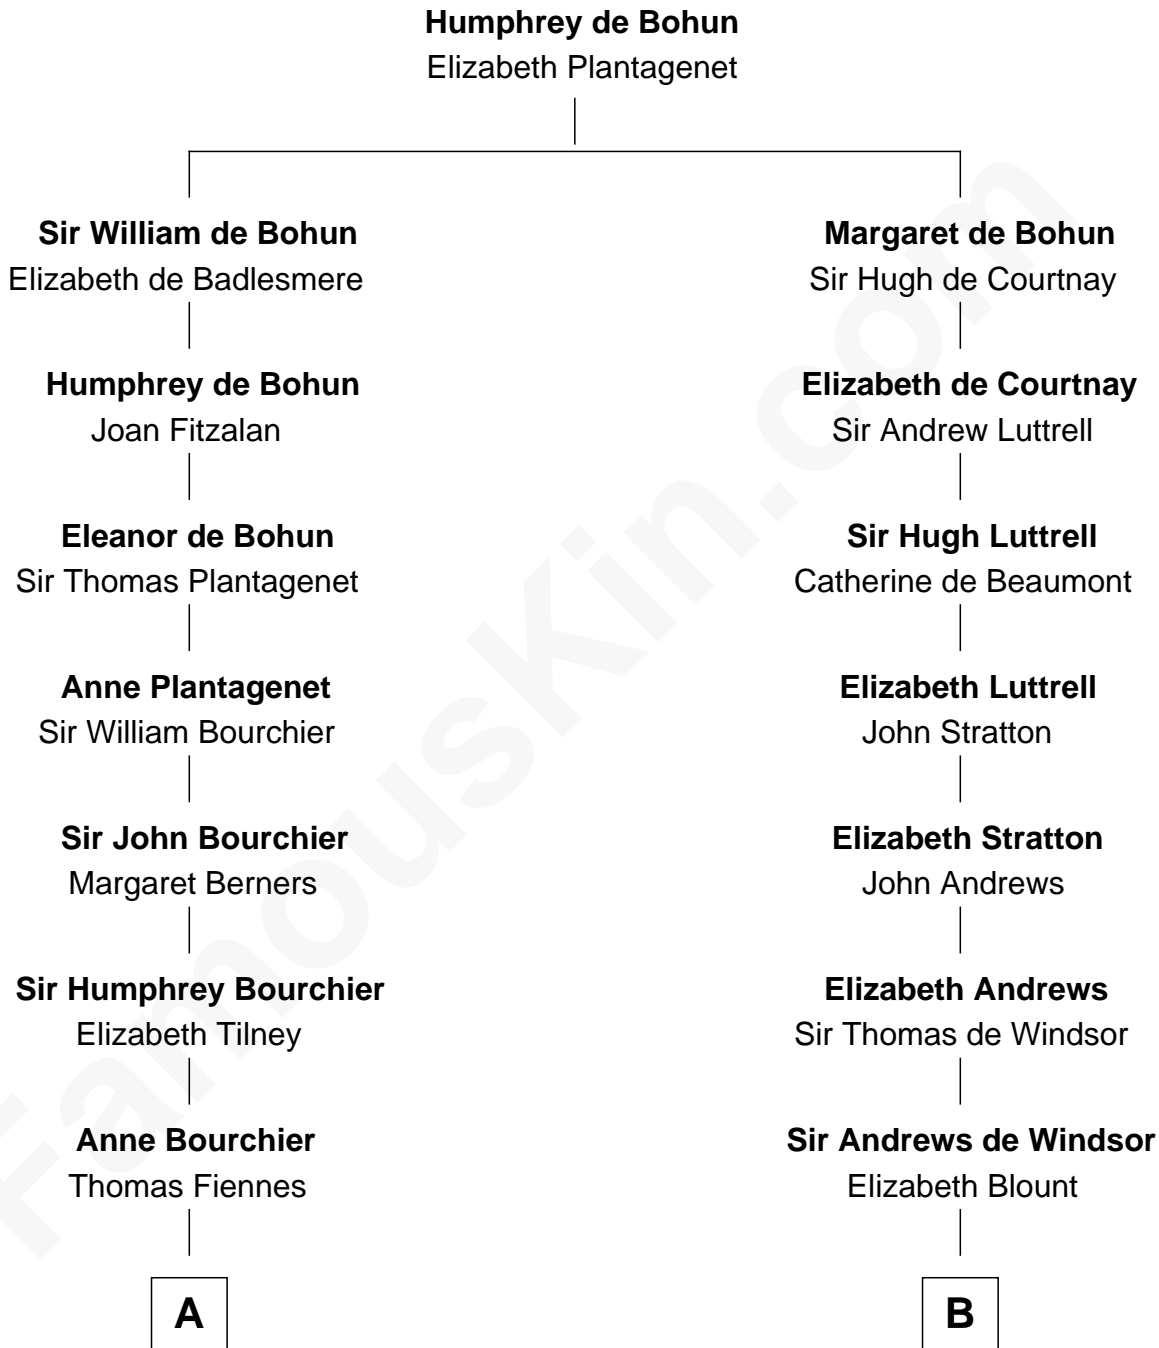 Humphrey de Bohun
Elizabeth Plantagenet
Sir William de Bohun
Elizabeth de Badlesmere
Margaret de Bohun
Sir Hugh de Courtnay
Humphrey de Bohun
Joan Fitzalan
Elizabeth de Courtnay
Sir Andrew Luttrell
Eleanor de Bohun
Sir Thomas Plantagenet
Sir Hugh Luttrell
Catherine de Beaumont
Anne Plantagenet
Sir William Bourchier
Elizabeth Luttrell
John Stratton
Sir John Bourchier
Margaret Berners
Elizabeth Stratton
John Andrews
Sir Humphrey Bourchier
Elizabeth Tilney
Elizabeth Andrews
Sir Thomas de Windsor
Anne Bourchier
Thomas Fiennes
Sir Andrews de Windsor
Elizabeth Blount
A
B
FamousKin.com